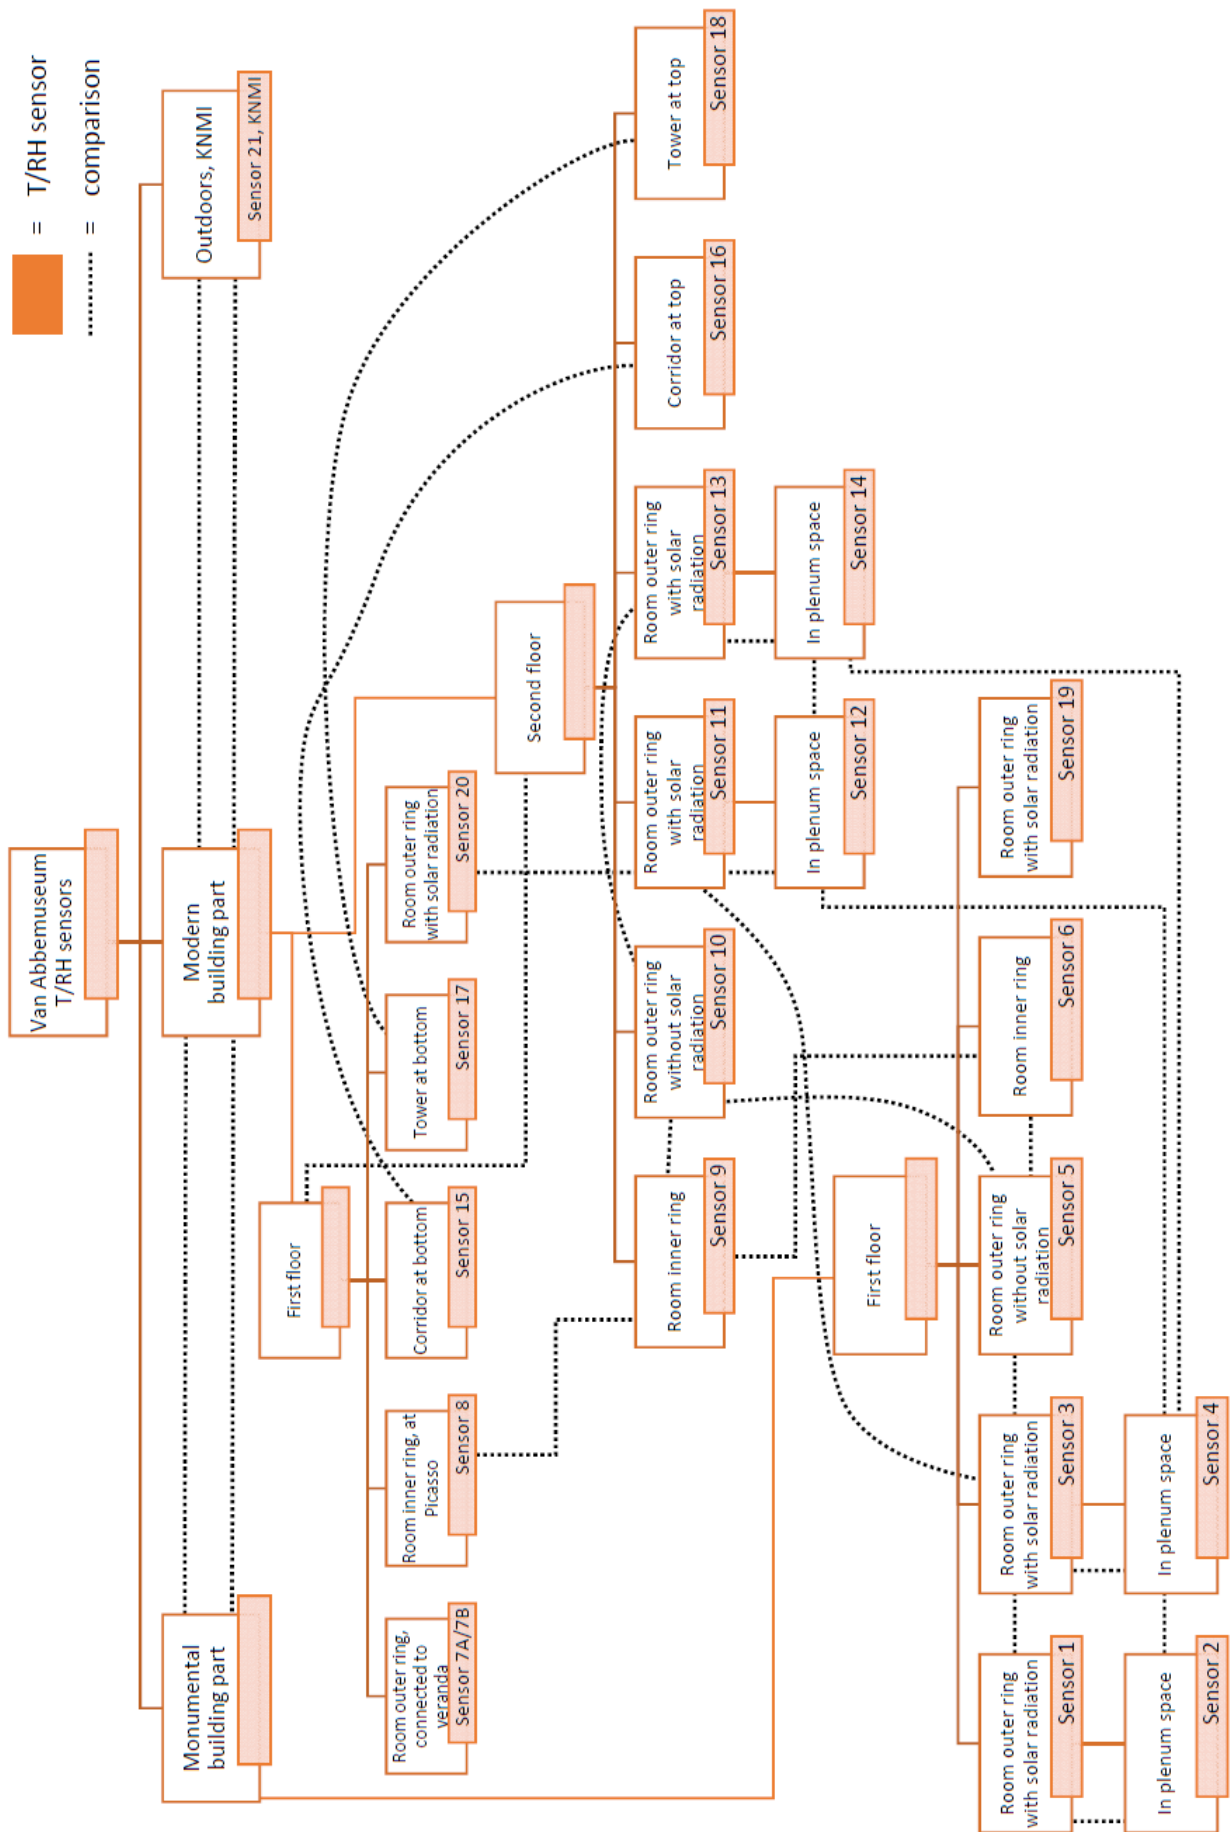 = T/RH sensor
= comparison
Van Abbemuseum
T/RH sensors
Monumental
building part
Modern
building part
Outdoors, KNMI
Sensor 21, KNMI
First floor
Room outer ring,
connected to
veranda
Sensor 7A/7B
Room inner ring, at
Picasso
Sensor 8
Corridor at bottom
Sensor 15
Tower at bottom
Sensor 17
Room outer ring
with solar radiation
Sensor 20
Second floor
Room inner ring
Sensor 9
Room outer ring
without solar
radiation
Sensor 10
Room outer ring
with solar
radiation
Sensor 11
Room outer ring
with solar
radiation
Sensor 13
Corridor at top
Sensor 16
Tower at top
Sensor 18
In plenum space
Sensor 12
In plenum space
Sensor 14
First floor
Room outer ring
with solar radiation
Sensor 1
Room outer ring
with solar radiation
Sensor 3
Room outer ring
without solar
radiation
Sensor 5
Room inner ring
Sensor 6
Room outer ring
with solar radiation
Sensor 19
In plenum space
Sensor 2
In plenum space
Sensor 4